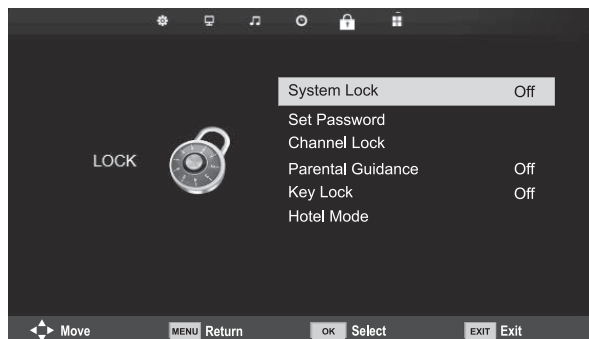 System Lock Off
Set Password
Channel Lock
LOCK
Parental Guidance Off
Key Lock Off
Hotel Mode
Move MENU Return OK Select EXIT Exit